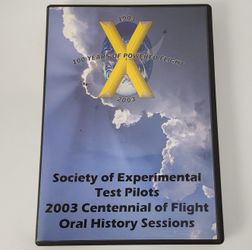 1903
100 YEARS OF POWERED FLIGHT
X
2003
Society of Experimental
Test Pilots
2003 Centennial of Flight
Oral History Sessions